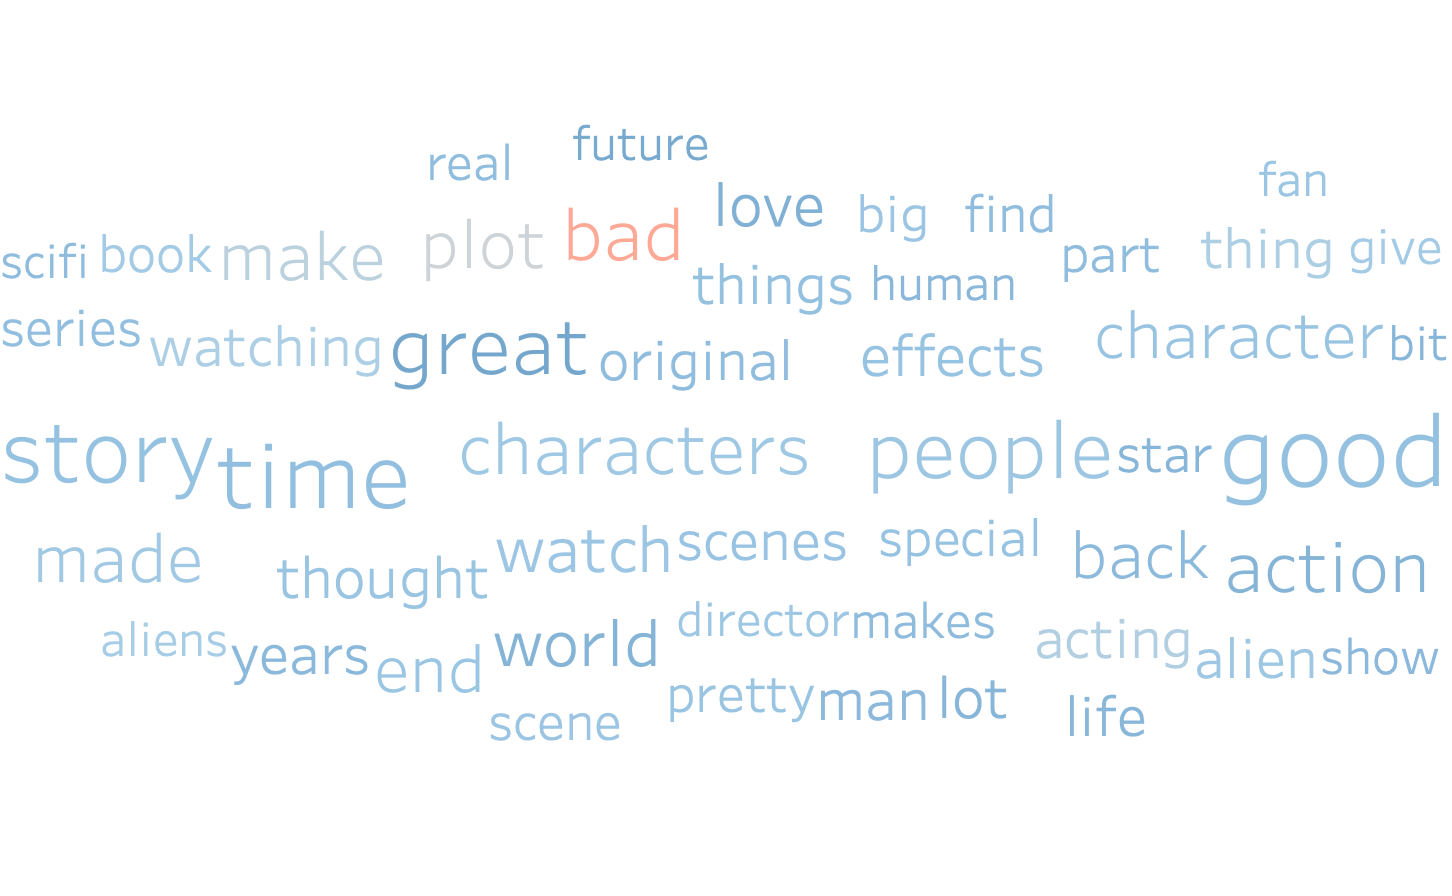 real future
love big find fan
scifi book make plot bad part thing give
things human
series watching great original effects character bit
story time characters people star good
made thought watch scenes special back action
aliens years end world director makes acting alien show
scene pretty man lot life